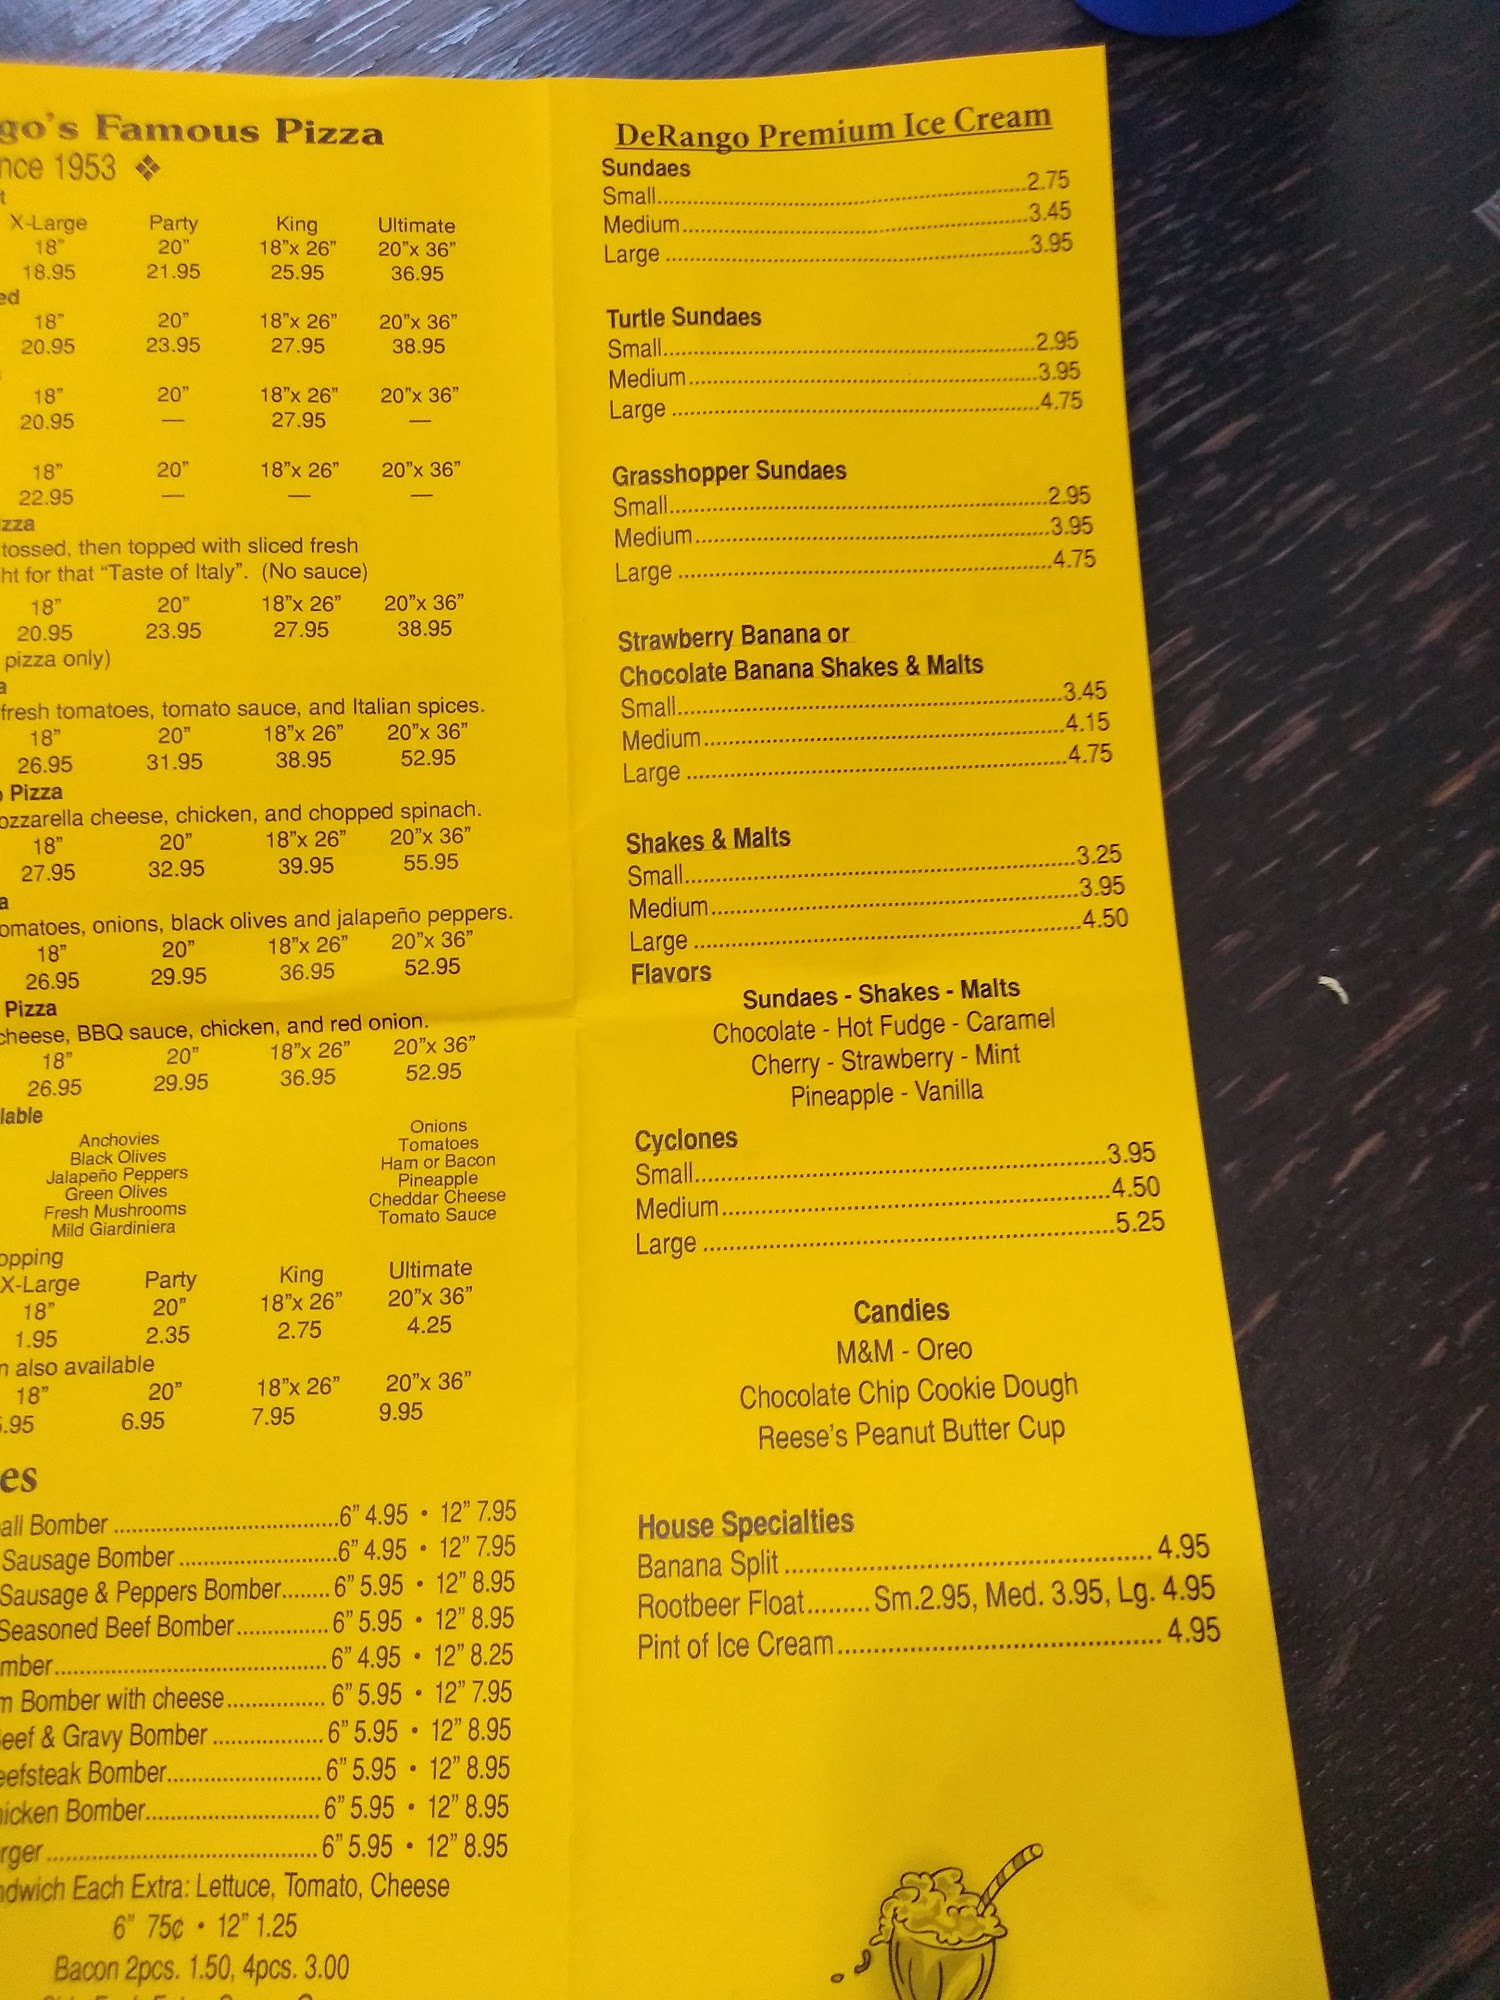 go's Famous Pizza
nce 1953 ❖
t
X-Large Party King Ultimate
18" 20" 18"x 26" 20"x 36"
18.95 21.95 25.95 36.95
ed
18" 20" 18"x 26" 20"x 36"
20.95 23.95 27.95 38.95
18" 20" 18"x 26" 20"x 36"
20.95 — 27.95 —
18" 20" 18"x 26" 20"x 36"
22.95 — — —
izza
tossed, then topped with sliced fresh
ht for that “Taste of Italy”. (No sauce)
18" 20" 18"x 26" 20"x 36"
20.95 23.95 27.95 38.95
pizza only)
a
fresh tomatoes, tomato sauce, and Italian spices.
18" 20" 18"x 26" 20"x 36"
26.95 31.95 38.95 52.95
o Pizza
ozzarella cheese, chicken, and chopped spinach.
18" 20" 18"x 26" 20"x 36"
27.95 32.95 39.95 55.95
a
omatoes, onions, black olives and jalapeño peppers.
18" 20" 18"x 26" 20"x 36"
26.95 29.95 36.95 52.95
Pizza
cheese, BBQ sauce, chicken, and red onion.
18" 20" 18"x 26" 20"x 36"
26.95 29.95 36.95 52.95
lable
Anchovies
Black Olives
Jalapeño Peppers
Green Olives
Fresh Mushrooms
Mild Giardiniera
Onions
Tomatoes
Ham or Bacon
Pineapple
Cheddar Cheese
Tomato Sauce
opping
X-Large Party King Ultimate
18" 20" 18"x 26" 20"x 36"
1.95 2.35 2.75 4.25
n also available
18" 20" 18"x 26" 20"x 36"
.95 6.95 7.95 9.95
es
all Bomber 6" 4.95 • 12" 7.95
Sausage Bomber 6" 4.95 • 12" 7.95
Sausage & Peppers Bomber 6" 5.95 • 12" 8.95
Seasoned Beef Bomber 6" 5.95 • 12" 8.95
mber 6" 4.95 • 12" 8.25
m Bomber with cheese 6" 5.95 • 12" 7.95
Beef & Gravy Bomber 6" 5.95 • 12" 8.95
eefsteak Bomber 6" 5.95 • 12" 8.95
hicken Bomber 6" 5.95 • 12" 8.95
rger 6" 5.95 • 12" 8.95
ndwich Each Extra: Lettuce, Tomato, Cheese
6" 75¢ • 12" 1.25
Bacon 2pcs. 1.50, 4pcs. 3.00
DeRango Premium Ice Cream
Sundaes
Small 2.75
Medium 3.45
Large 3.95
Turtle Sundaes
Small 2.95
Medium 3.95
Large 4.75
Grasshopper Sundaes
Small 2.95
Medium 3.95
Large 4.75
Strawberry Banana or
Chocolate Banana Shakes & Malts
Small 3.45
Medium 4.15
Large 4.75
Shakes & Malts
Small 3.25
Medium 3.95
Large 4.50
Flavors
Sundaes - Shakes - Malts
Chocolate - Hot Fudge - Caramel
Cherry - Strawberry - Mint
Pineapple - Vanilla
Cyclones
Small 3.95
Medium 4.50
Large 5.25
Candies
M&M - Oreo
Chocolate Chip Cookie Dough
Reese's Peanut Butter Cup
House Specialties
Banana Split 4.95
Rootbeer Float Sm.2.95, Med. 3.95, Lg. 4.95
Pint of Ice Cream 4.95